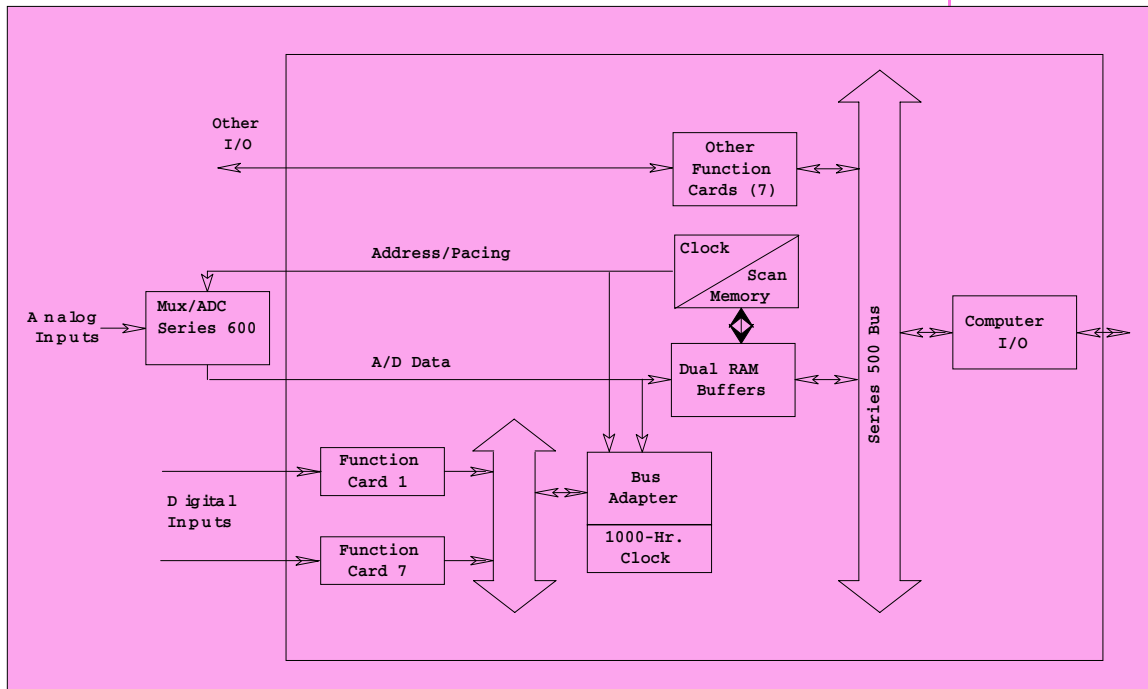 Other
I/O
Other
Function
Cards (7)
Address/Pacing
Clock
Scan
Memory
Mux/ADC
Series 600
Analog
Inputs
Computer
I/O
A/D Data
Dual RAM
Buffers
Series 500 Bus
Function
Card 1
Bus
Adapter
Digital
Inputs
1000-Hr.
Clock
Function
Card 7